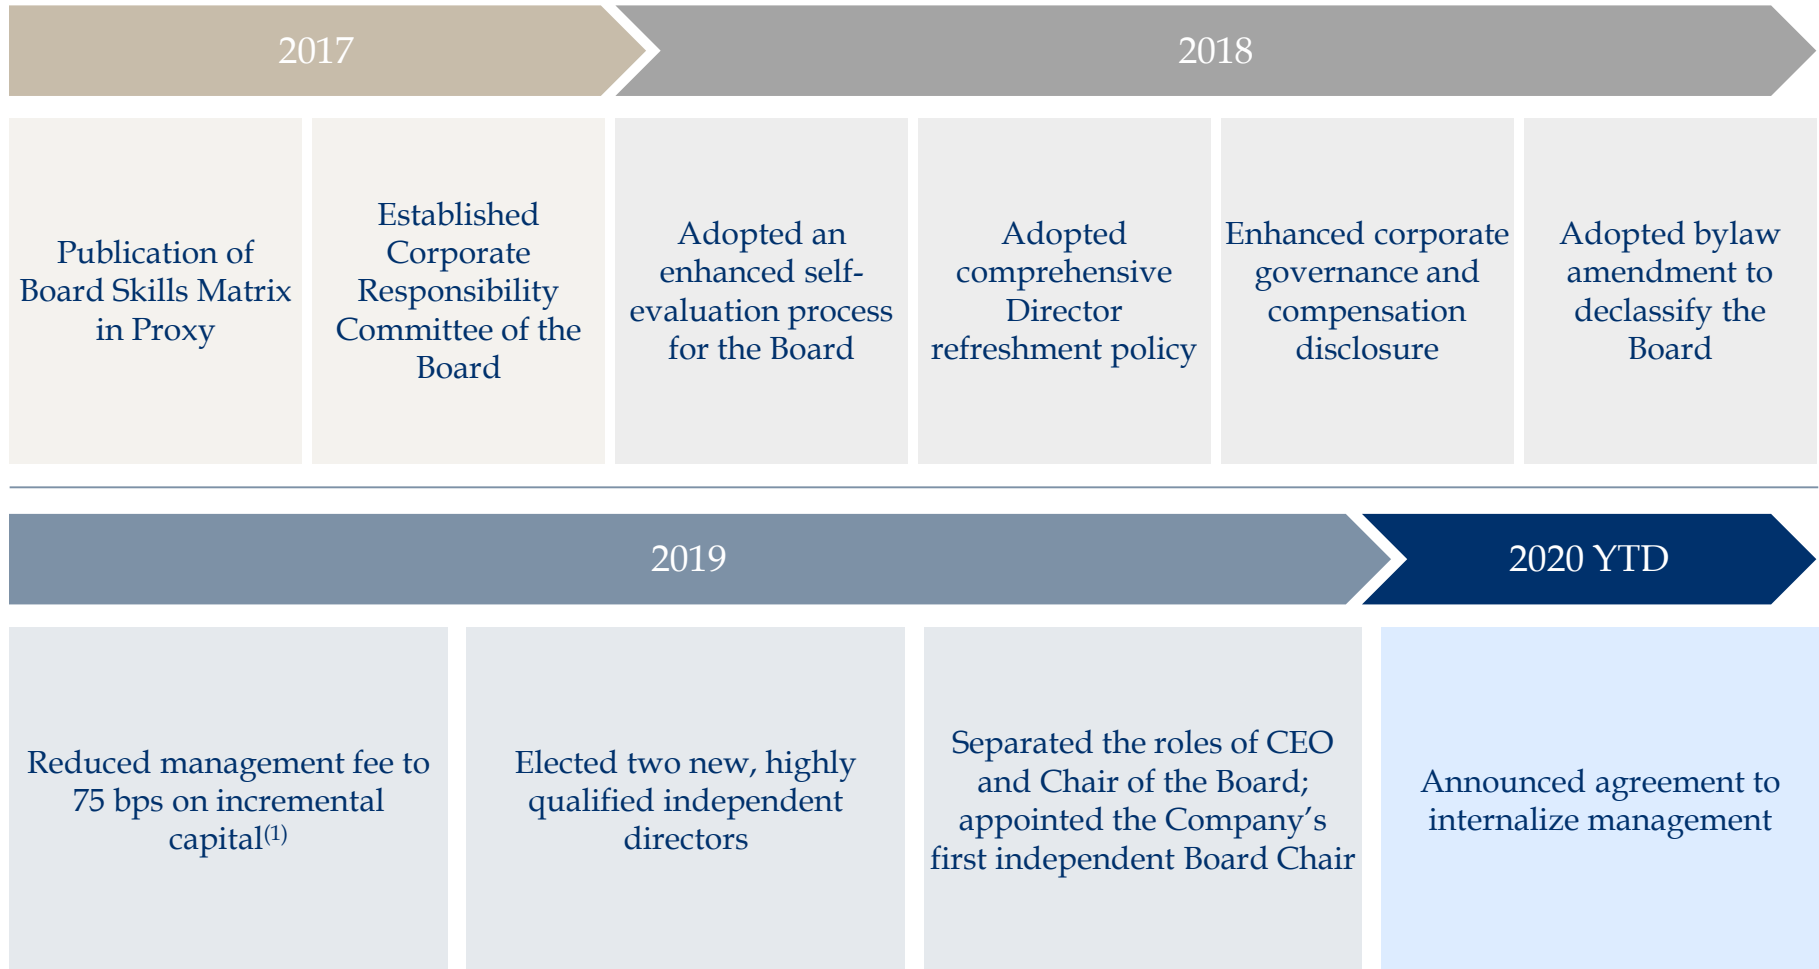 2017
2018
Publication of
Board Skills Matrix
in Proxy
Established
Corporate
Responsibility
Committee of the
Board
Adopted an
enhanced self-
evaluation process
for the Board
Adopted
comprehensive
Director
refreshment policy
Enhanced corporate
governance and
compensation
disclosure
Adopted bylaw
amendment to
declassify the
Board
2019
2020 YTD
Reduced management fee to
75 bps on incremental
capital(1)
Elected two new, highly
qualified independent
directors
Separated the roles of CEO
and Chair of the Board;
appointed the Company’s
first independent Board Chair
Announced agreement to
internalize management